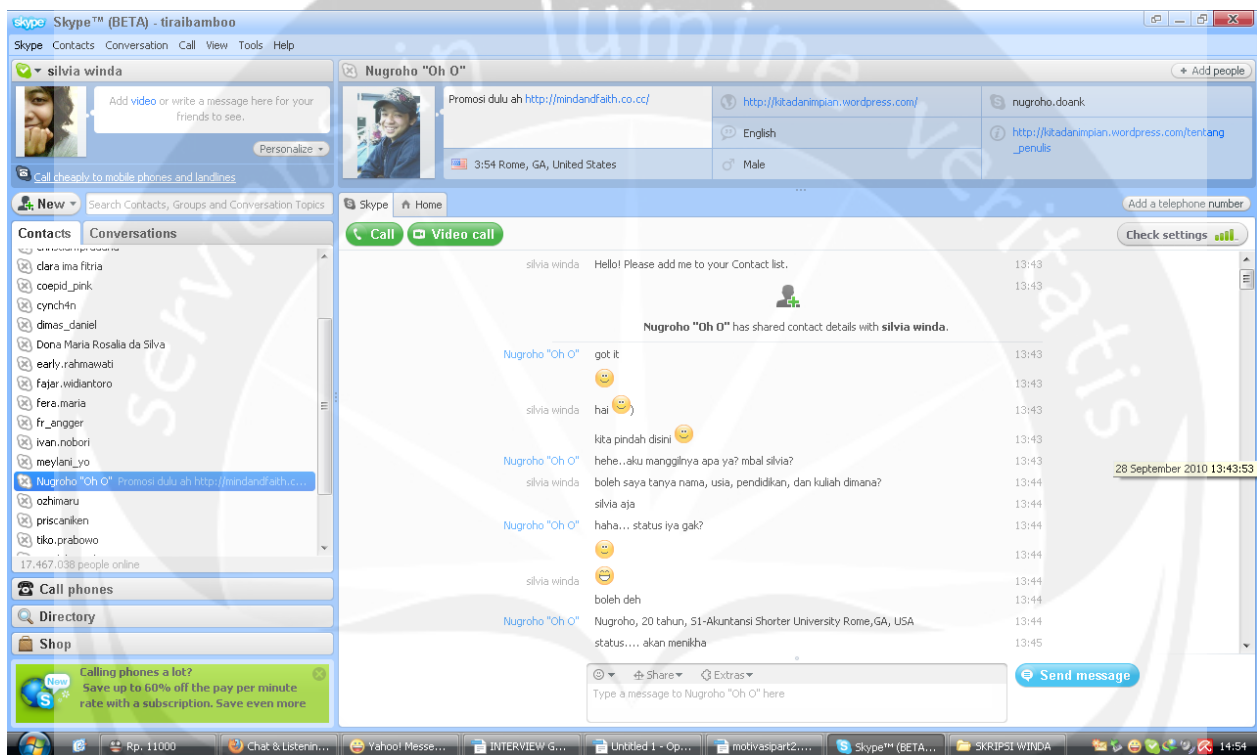 skype Skype™ (BETA) - tiraibamboo
Skype Contacts Conversation Call View Tools Help
silvia winda
Add video or write a message here for your
friends to see.
Personalize
Call cheaply to mobile phones and landlines
Nugroho "Oh O"
+ Add people
Promosi dulu ah http://mindandfaith.co.cc/
3:54 Rome, GA, United States
http://kitadanimpian.wordpress.com/
English
Male
nugroho.doank
http://kitadanimpian.wordpress.com/tentang
_penulis
New
Search Contacts, Groups and Conversation Topics
Contacts Conversations
clara ima fitria
coepid_pink
cynch4n
dimas_daniel
Dona Maria Rosalia da Silva
early.rahmawati
fajar.widiantoro
fera.maria
fr_angger
ivan.nobori
meylani_yo
Nugroho "Oh O" Promosi dulu ah http://mindandfaith.c...
ozhimaru
priscaniken
tiko.prabowo
17.467.038 people online
Call phones
Directory
Shop
New
Calling phones a lot?
Save up to 60% off the pay per minute
rate with a subscription. Save even more
Skype Home
Add a telephone number
Call Video call
Check settings
silvia winda Hello! Please add me to your Contact list. 13:43
13:43
Nugroho "Oh O" has shared contact details with silvia winda.
Nugroho "Oh O" got it 13:43
13:43
silvia winda hai ) 13:43
kita pindah disini 13:43
Nugroho "Oh O" hehe..aku manggilnya apa ya? mbal silvia? 13:43
28 September 2010 13:43:53
silvia winda boleh saya tanya nama, usia, pendidikan, dan kuliah dimana? 13:44
silvia aja 13:44
Nugroho "Oh O" haha... status iya gak? 13:44
13:44
silvia winda 13:44
boleh deh 13:44
Nugroho "Oh O" Nugroho, 20 tahun, S1-Akuntansi Shorter University Rome,GA, USA 13:44
status.... akan menikha 13:45
Share Extras
Type a message to Nugroho "Oh O" here
Send message
Rp. 11000
Chat & Listenin...
Yahoo! Messe...
INTERVIEW G...
Untitled 1 - Op...
motivasipart2....
Skype™ (BETA...
SKRIPSI WINDA
14:54
serviens in lumine veritatis